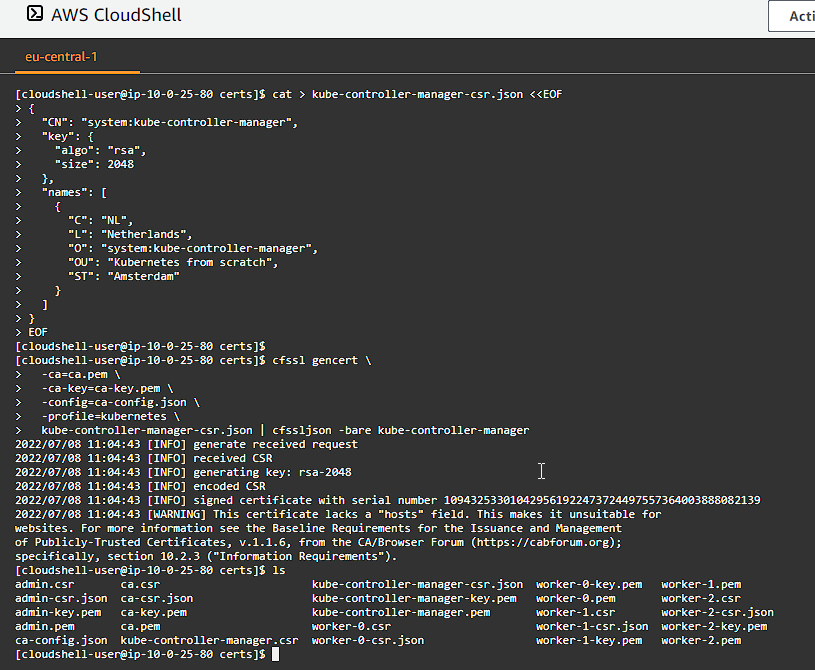 AWS CloudShell
Acti
eu-central-1
[cloudshell-user@ip-10-0-25-80 certs]$ cat > kube-controller-manager-csr.json <<EOF
> {
>   "CN": "system:kube-controller-manager",
>   "key": {
>     "algo": "rsa",
>     "size": 2048
>   },
>   "names": [
>     {
>       "C": "NL",
>       "L": "Netherlands",
>       "O": "system:kube-controller-manager",
>       "OU": "Kubernetes from scratch",
>       "ST": "Amsterdam"
>     }
>   ]
> }
> EOF
[cloudshell-user@ip-10-0-25-80 certs]$
[cloudshell-user@ip-10-0-25-80 certs]$ cfssl gencert \
>   -ca=ca.pem \
>   -ca-key=ca-key.pem \
>   -config=ca-config.json \
>   -profile=kubernetes \
>   kube-controller-manager-csr.json | cfssljson -bare kube-controller-manager
2022/07/08 11:04:43 [INFO] generate received request
2022/07/08 11:04:43 [INFO] received CSR
2022/07/08 11:04:43 [INFO] generating key: rsa-2048
2022/07/08 11:04:43 [INFO] encoded CSR
2022/07/08 11:04:43 [INFO] signed certificate with serial number 109432533010429561922473724497557364003888082139
2022/07/08 11:04:43 [WARNING] This certificate lacks a "hosts" field. This makes it unsuitable for
websites. For more information see the Baseline Requirements for the Issuance and Management
of Publicly-Trusted Certificates, v.1.1.6, from the CA/Browser Forum (https://cabforum.org);
specifically, section 10.2.3 ("Information Requirements").
[cloudshell-user@ip-10-0-25-80 certs]$ ls
admin.csr       ca.csr                       kube-controller-manager-csr.json  worker-0-key.pem   worker-1.pem
admin-csr.json  ca-csr.json                  kube-controller-manager-key.pem   worker-0.pem       worker-2.csr
admin-key.pem   ca-key.pem                   kube-controller-manager.pem       worker-1.csr       worker-2-csr.json
admin.pem       ca.pem                       worker-0.csr                      worker-1-csr.json  worker-2-key.pem
ca-config.json  kube-controller-manager.csr  worker-0-csr.json                 worker-1-key.pem   worker-2.pem
[cloudshell-user@ip-10-0-25-80 certs]$